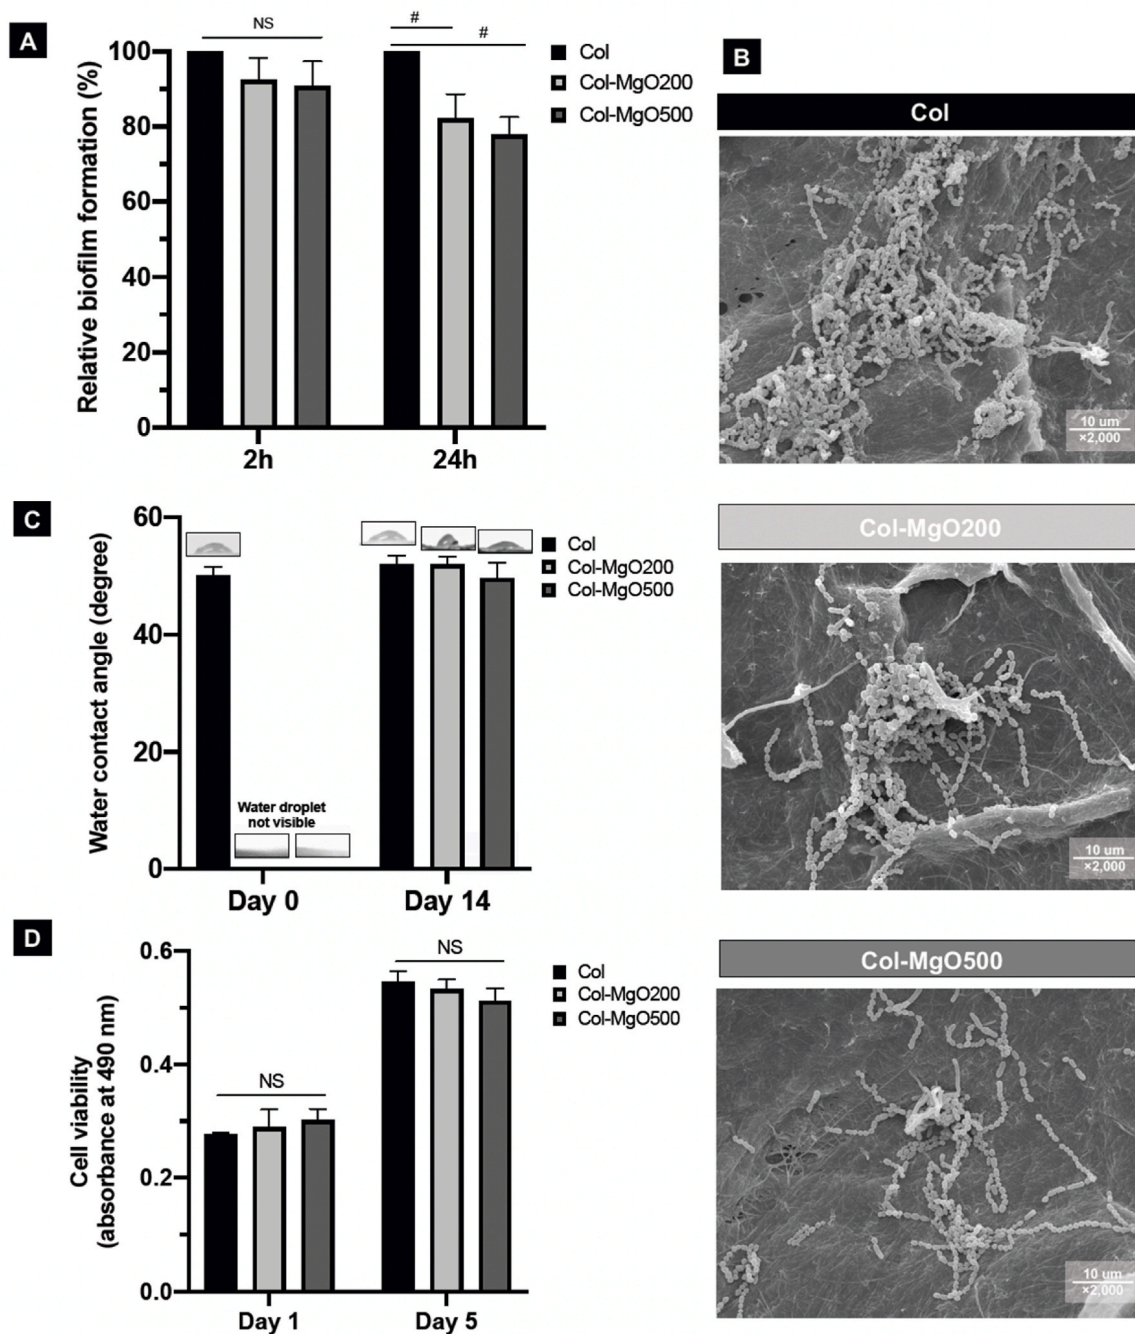 A
NS
#
#
Relative biofilm formation (%)
100
80
60
40
20
0
2h
24h
Col
Col-MgO200
Col-MgO500
B
Col
10 um
×2,000
Col-MgO200
10 um
×2,000
Col-MgO500
10 um
×2,000
C
Water contact angle (degree)
60
40
20
0
Water droplet
not visible
Day 0
Day 14
Col
Col-MgO200
Col-MgO500
D
Cell viability
(absorbance at 490 nm)
0.6
0.4
0.2
0.0
NS
NS
Day 1
Day 5
Col
Col-MgO200
Col-MgO500